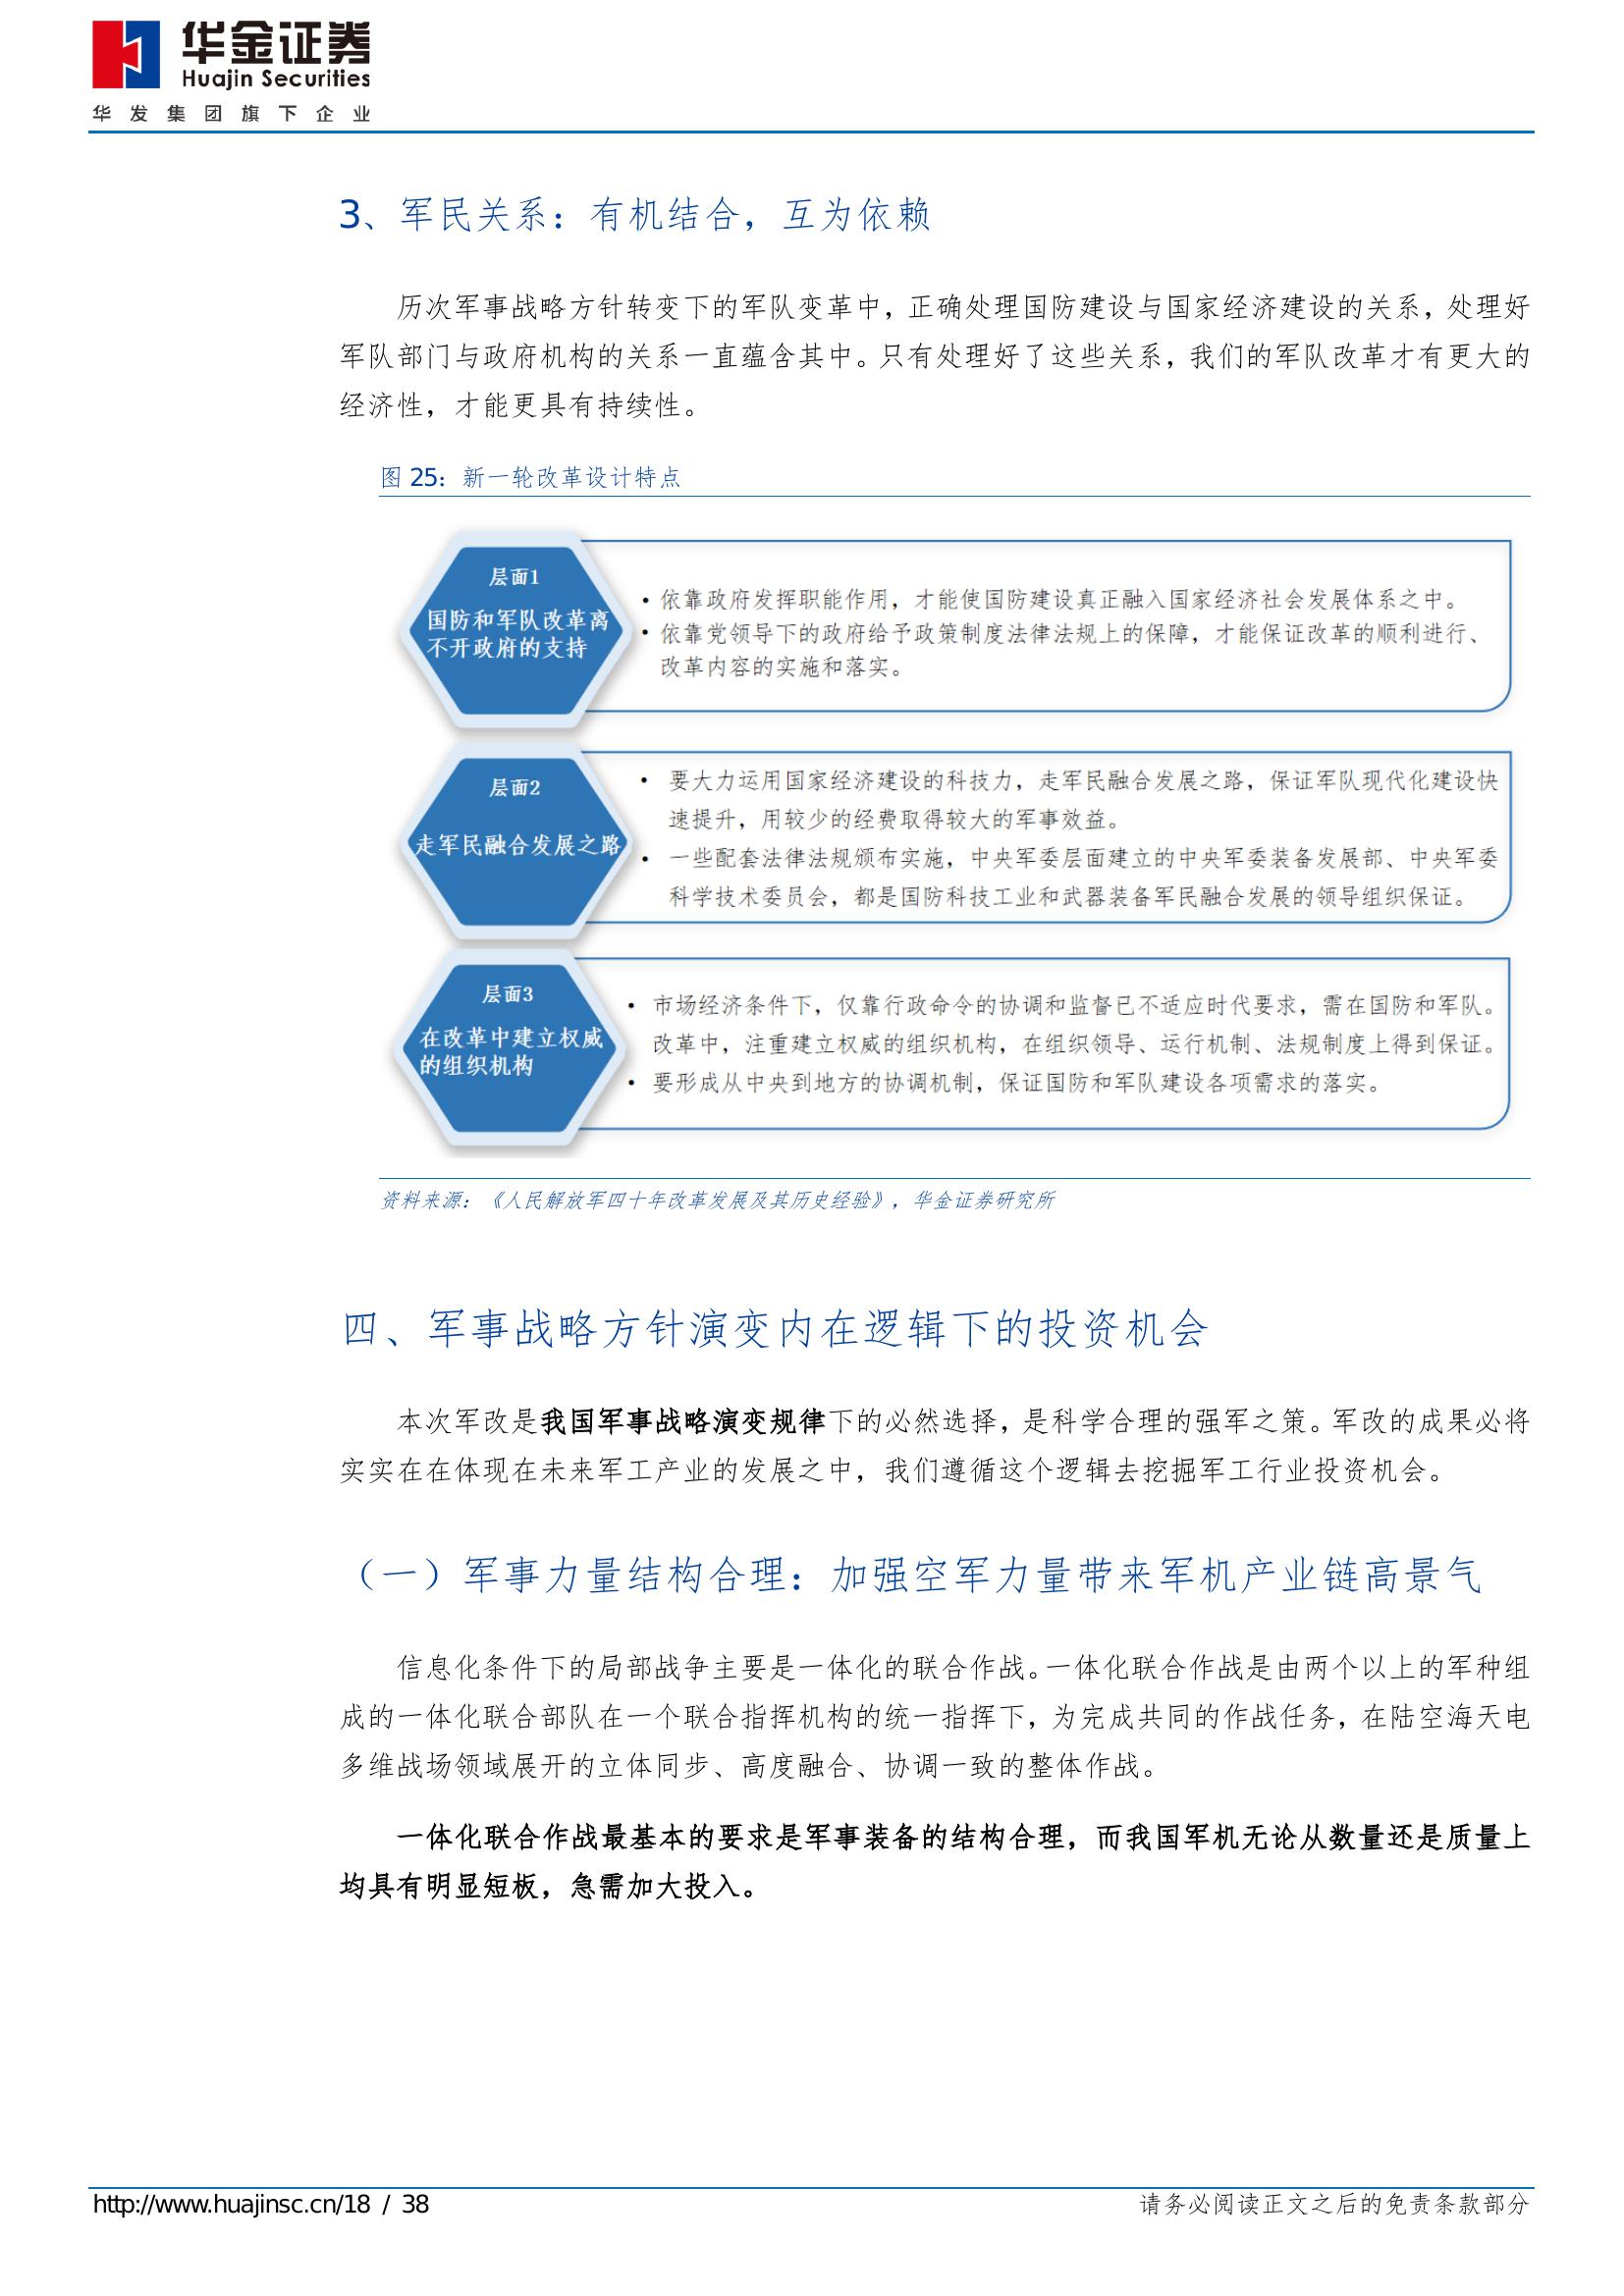 华金证券
Huajin Securities
华发集团旗下企业
3、军民关系：有机结合，互为依赖
历次军事战略方针转变下的军队变革中，正确处理国防建设与国家经济建设的关系，处理好
军队部门与政府机构的关系一直蕴含其中。只有处理好了这些关系，我们的军队改革才有更大的
经济性，才能更具有持续性。
图 25：新一轮改革设计特点
层面1
国防和军队改革离
不开政府的支持
• 依靠政府发挥职能作用，才能使国防建设真正融入国家经济社会发展体系之中。
• 依靠党领导下的政府给予政策制度法律法规上的保障，才能保证改革的顺利进行、
改革内容的实施和落实。
层面2
走军民融合发展之路
• 要大力运用国家经济建设的科技力，走军民融合发展之路，保证军队现代化建设快
速提升，用较少的经费取得较大的军事效益。
• 一些配套法律法规颁布实施，中央军委层面建立的中央军委装备发展部、中央军委
科学技术委员会，都是国防科技工业和武器装备军民融合发展的领导组织保证。
层面3
在改革中建立权威
的组织机构
• 市场经济条件下，仅靠行政命令的协调和监督已不适应时代要求，需在国防和军队。
改革中，注重建立权威的组织机构，在组织领导、运行机制、法规制度上得到保证。
• 要形成从中央到地方的协调机制，保证国防和军队建设各项需求的落实。
资料来源：《人民解放军四十年改革发展及其历史经验》，华金证券研究所
四、军事战略方针演变内在逻辑下的投资机会
本次军改是我国军事战略演变规律下的必然选择，是科学合理的强军之策。军改的成果必将
实实在在体现在未来军工产业的发展之中，我们遵循这个逻辑去挖掘军工行业投资机会。
（一）军事力量结构合理：加强空军力量带来军机产业链高景气
信息化条件下的局部战争主要是一体化的联合作战。一体化联合作战是由两个以上的军种组
成的一体化联合部队在一个联合指挥机构的统一指挥下，为完成共同的作战任务，在陆空海天电
多维战场领域展开的立体同步、高度融合、协调一致的整体作战。
一体化联合作战最基本的要求是军事装备的结构合理，而我国军机无论从数量还是质量上
均具有明显短板，急需加大投入。
http://www.huajinsc.cn/18 / 38
请务必阅读正文之后的免责条款部分